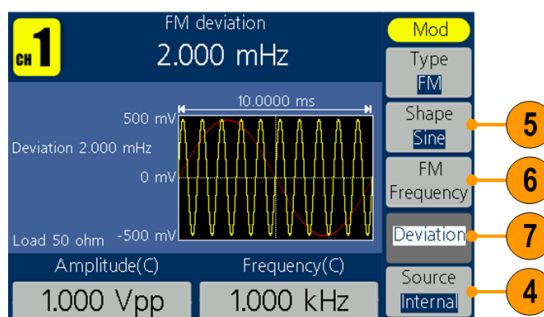 CH 1
FM deviation
2.000 mHz
Mod
Type
FM
Shape
Sine
5
FM
Frequency
6
Deviation
7
Source
Internal
4
10.0000 ms
500 mV
Deviation 2.000 mHz
0 mV
Load 50 ohm
-500 mV
Amplitude(C)
1.000 Vpp
Frequency(C)
1.000 kHz